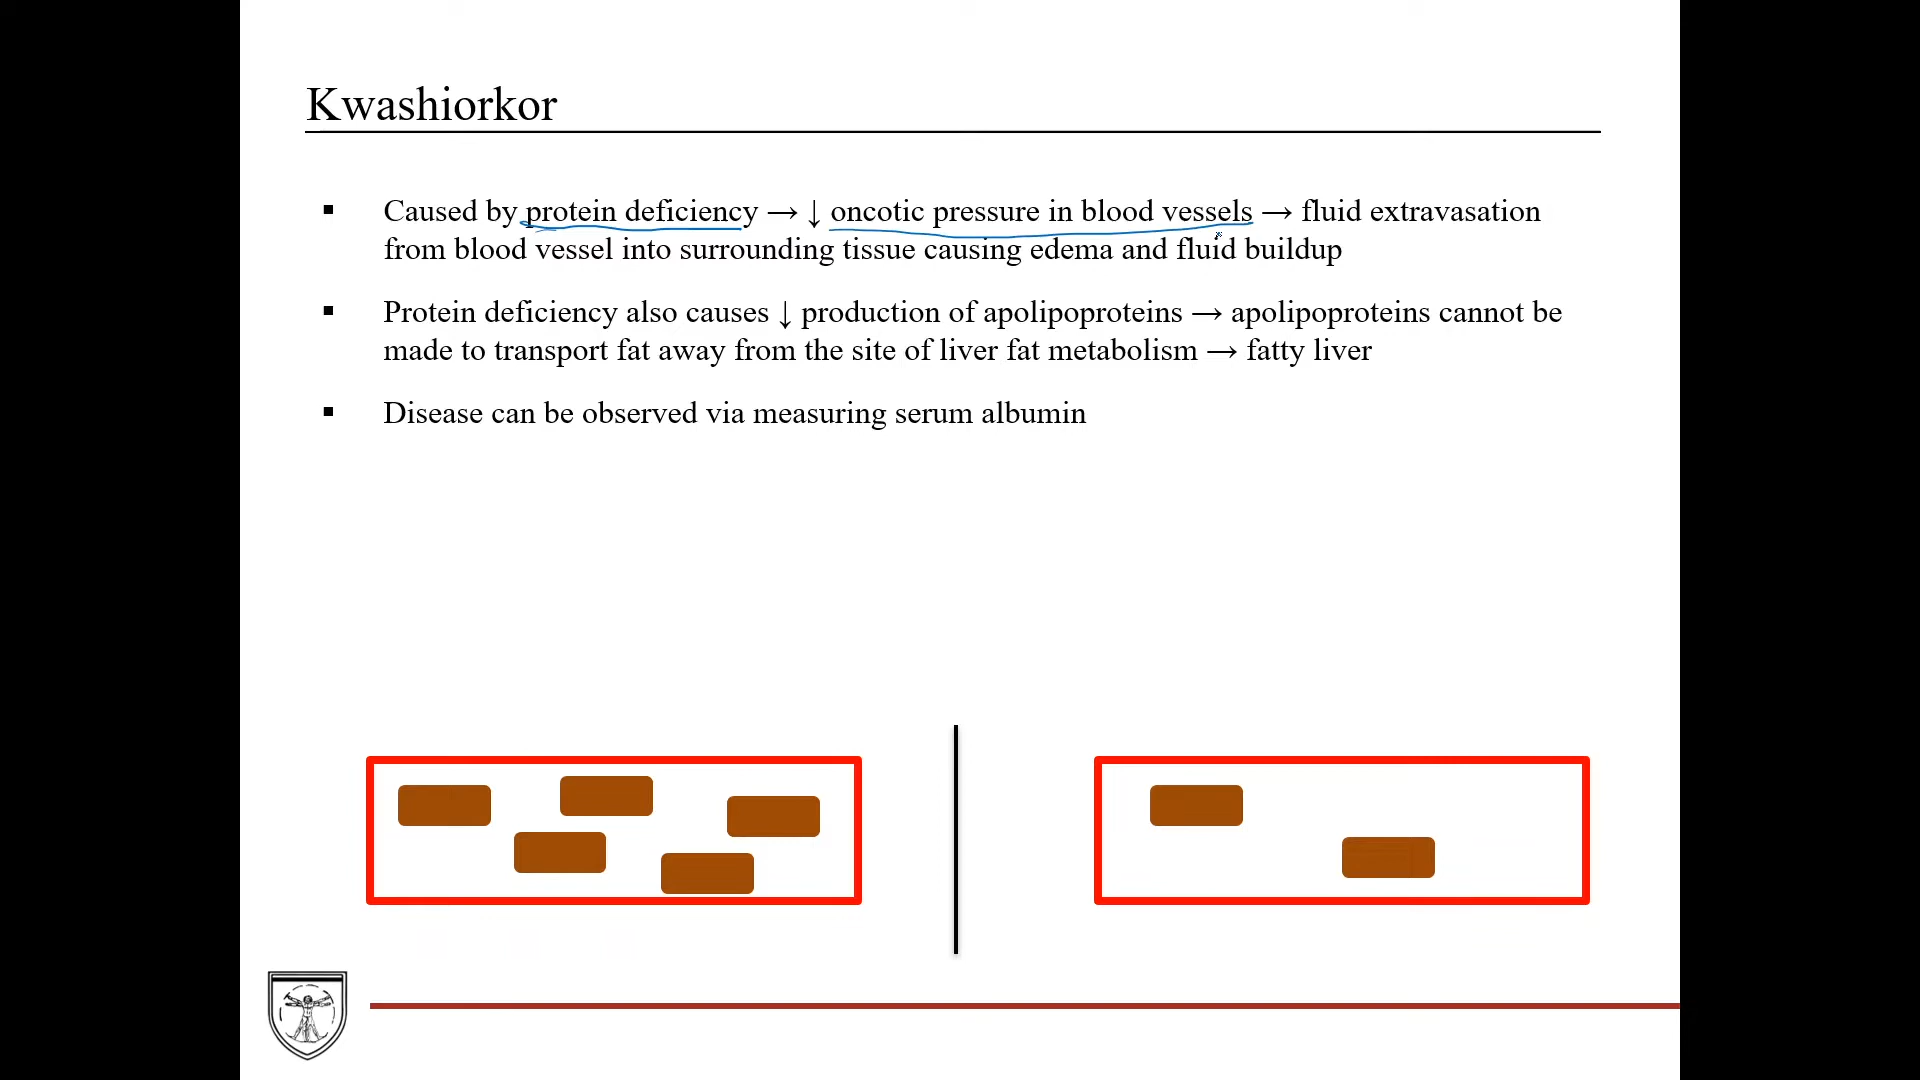 Kwashiorkor
▪ Caused by protein deficiency → ↓ oncotic pressure in blood vessels → fluid extravasation
from blood vessel into surrounding tissue causing edema and fluid buildup
▪ Protein deficiency also causes ↓ production of apolipoproteins → apolipoproteins cannot be
made to transport fat away from the site of liver fat metabolism → fatty liver
▪ Disease can be observed via measuring serum albumin